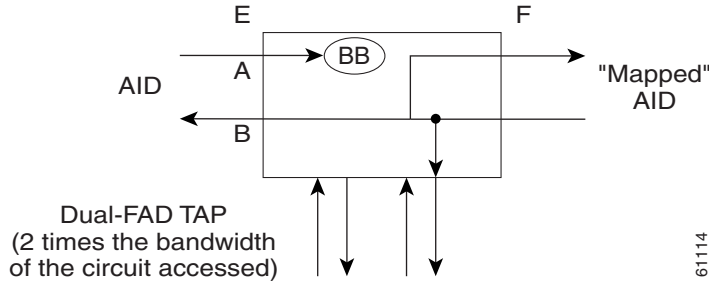 E
F
BB
A
AID
"Mapped"
AID
B
Dual-FAD TAP
(2 times the bandwidth
of the circuit accessed)
61114